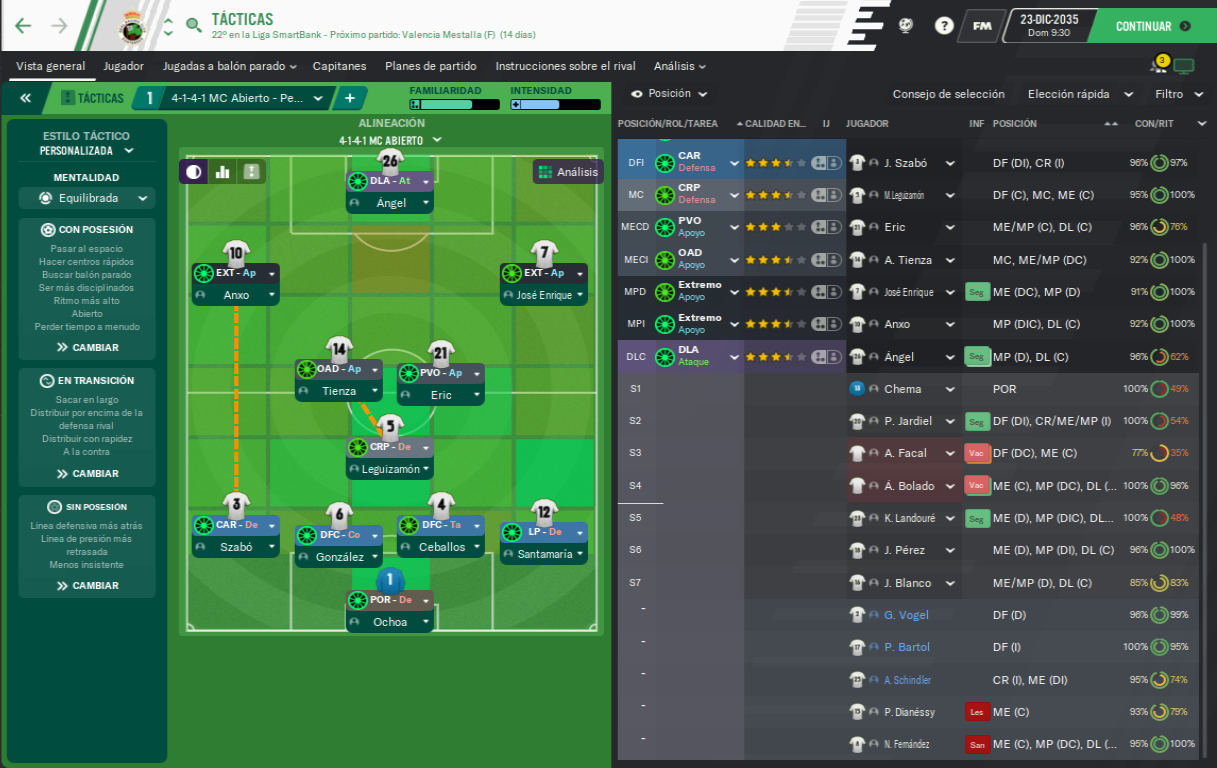 TÁCTICAS
22º en la Liga SmartBank - Próximo partido: Valencia Mestalla (F) (14 días)
?
FM
23-DIC-2035
Dom 9:30
CONTINUAR
Vista general
Jugador
Jugadas a balón parado
Capitanes
Planes de partido
Instrucciones sobre el rival
Análisis
3
TÁCTICAS
1
4-1-4-1 MC Abierto - Pe...
+
FAMILIARIDAD
INTENSIDAD
Posición
Consejo de selección
Elección rápida
Filtro
ESTILO TÁCTICO
PERSONALIZADA
MENTALIDAD
Equilibrada
CON POSESIÓN
Pasar al espacio
Hacer centros rápidos
Buscar balón parado
Ser más disciplinados
Ritmo más alto
Abierto
Perder tiempo a menudo
CAMBIAR
EN TRANSICIÓN
Sacar en largo
Distribuir por encima de la
defensa rival
Distribuir con rapidez
A la contra
CAMBIAR
SIN POSESIÓN
Línea defensiva más atrás
Línea de presión más
retrasada
Menos insistente
CAMBIAR
ALINEACIÓN
4-1-4-1 MC ABIERTO
Análisis
26
DLA - At
Ángel
10
EXT - Ap
Anxo
7
EXT - Ap
José Enrique
14
OAD - Ap
Tienza
21
PVO - Ap
Eric
5
CRP - De
Leguizamón
3
CAR - De
Szabó
6
DFC - Co
González
4
DFC - Ta
Ceballos
12
LP - De
Santamaría
1
POR - De
Ochoa
POSICIÓN/ROL/TAREA CALIDAD EN... IJ JUGADOR INF POSICIÓN CON/RIT
DFI CAR Defensa 3 J. Szabó DF (DI), CR (I) 96% 97%
MC CRP Defensa 5 M.Leguizamón DF (C), MC, ME (C) 95% 100%
MECD PVO Apoyo 21 Eric ME/MP (C), DL (C) 96% 76%
MECI OAD Apoyo 14 A. Tienza MC, ME/MP (DC) 92% 100%
MPD Extremo Apoyo 7 José Enrique Seg ME (DC), MP (D) 91% 100%
MPI Extremo Apoyo 10 Anxo MP (DIC), DL (C) 92% 100%
DLC DLA Ataque 26 Ángel Seg MP (D), DL (C) 96% 62%
S1 Chema POR 100% 49%
S2 P. Jardiel Seg DF (DI), CR/ME/MP (I) 100% 54%
S3 A. Facal Vac DF (DC), ME (C) 77% 35%
S4 Á. Bolado Vac ME (C), MP (DC), DL (... 100% 96%
S5 K. Landouré Seg ME (D), MP (DIC), DL... 100% 48%
S6 J. Pérez ME (D), MP (DI), DL (C) 96% 100%
S7 J. Blanco ME/MP (D), DL (C) 85% 83%
- G. Vogel DF (D) 96% 99%
- P. Bartol DF (I) 100% 95%
- A. Schindler CR (I), ME (DI) 95% 74%
- P. Dianéssy Les ME (C) 93% 79%
- N. Fernández San ME (C), MP (DC), DL (... 95% 100%